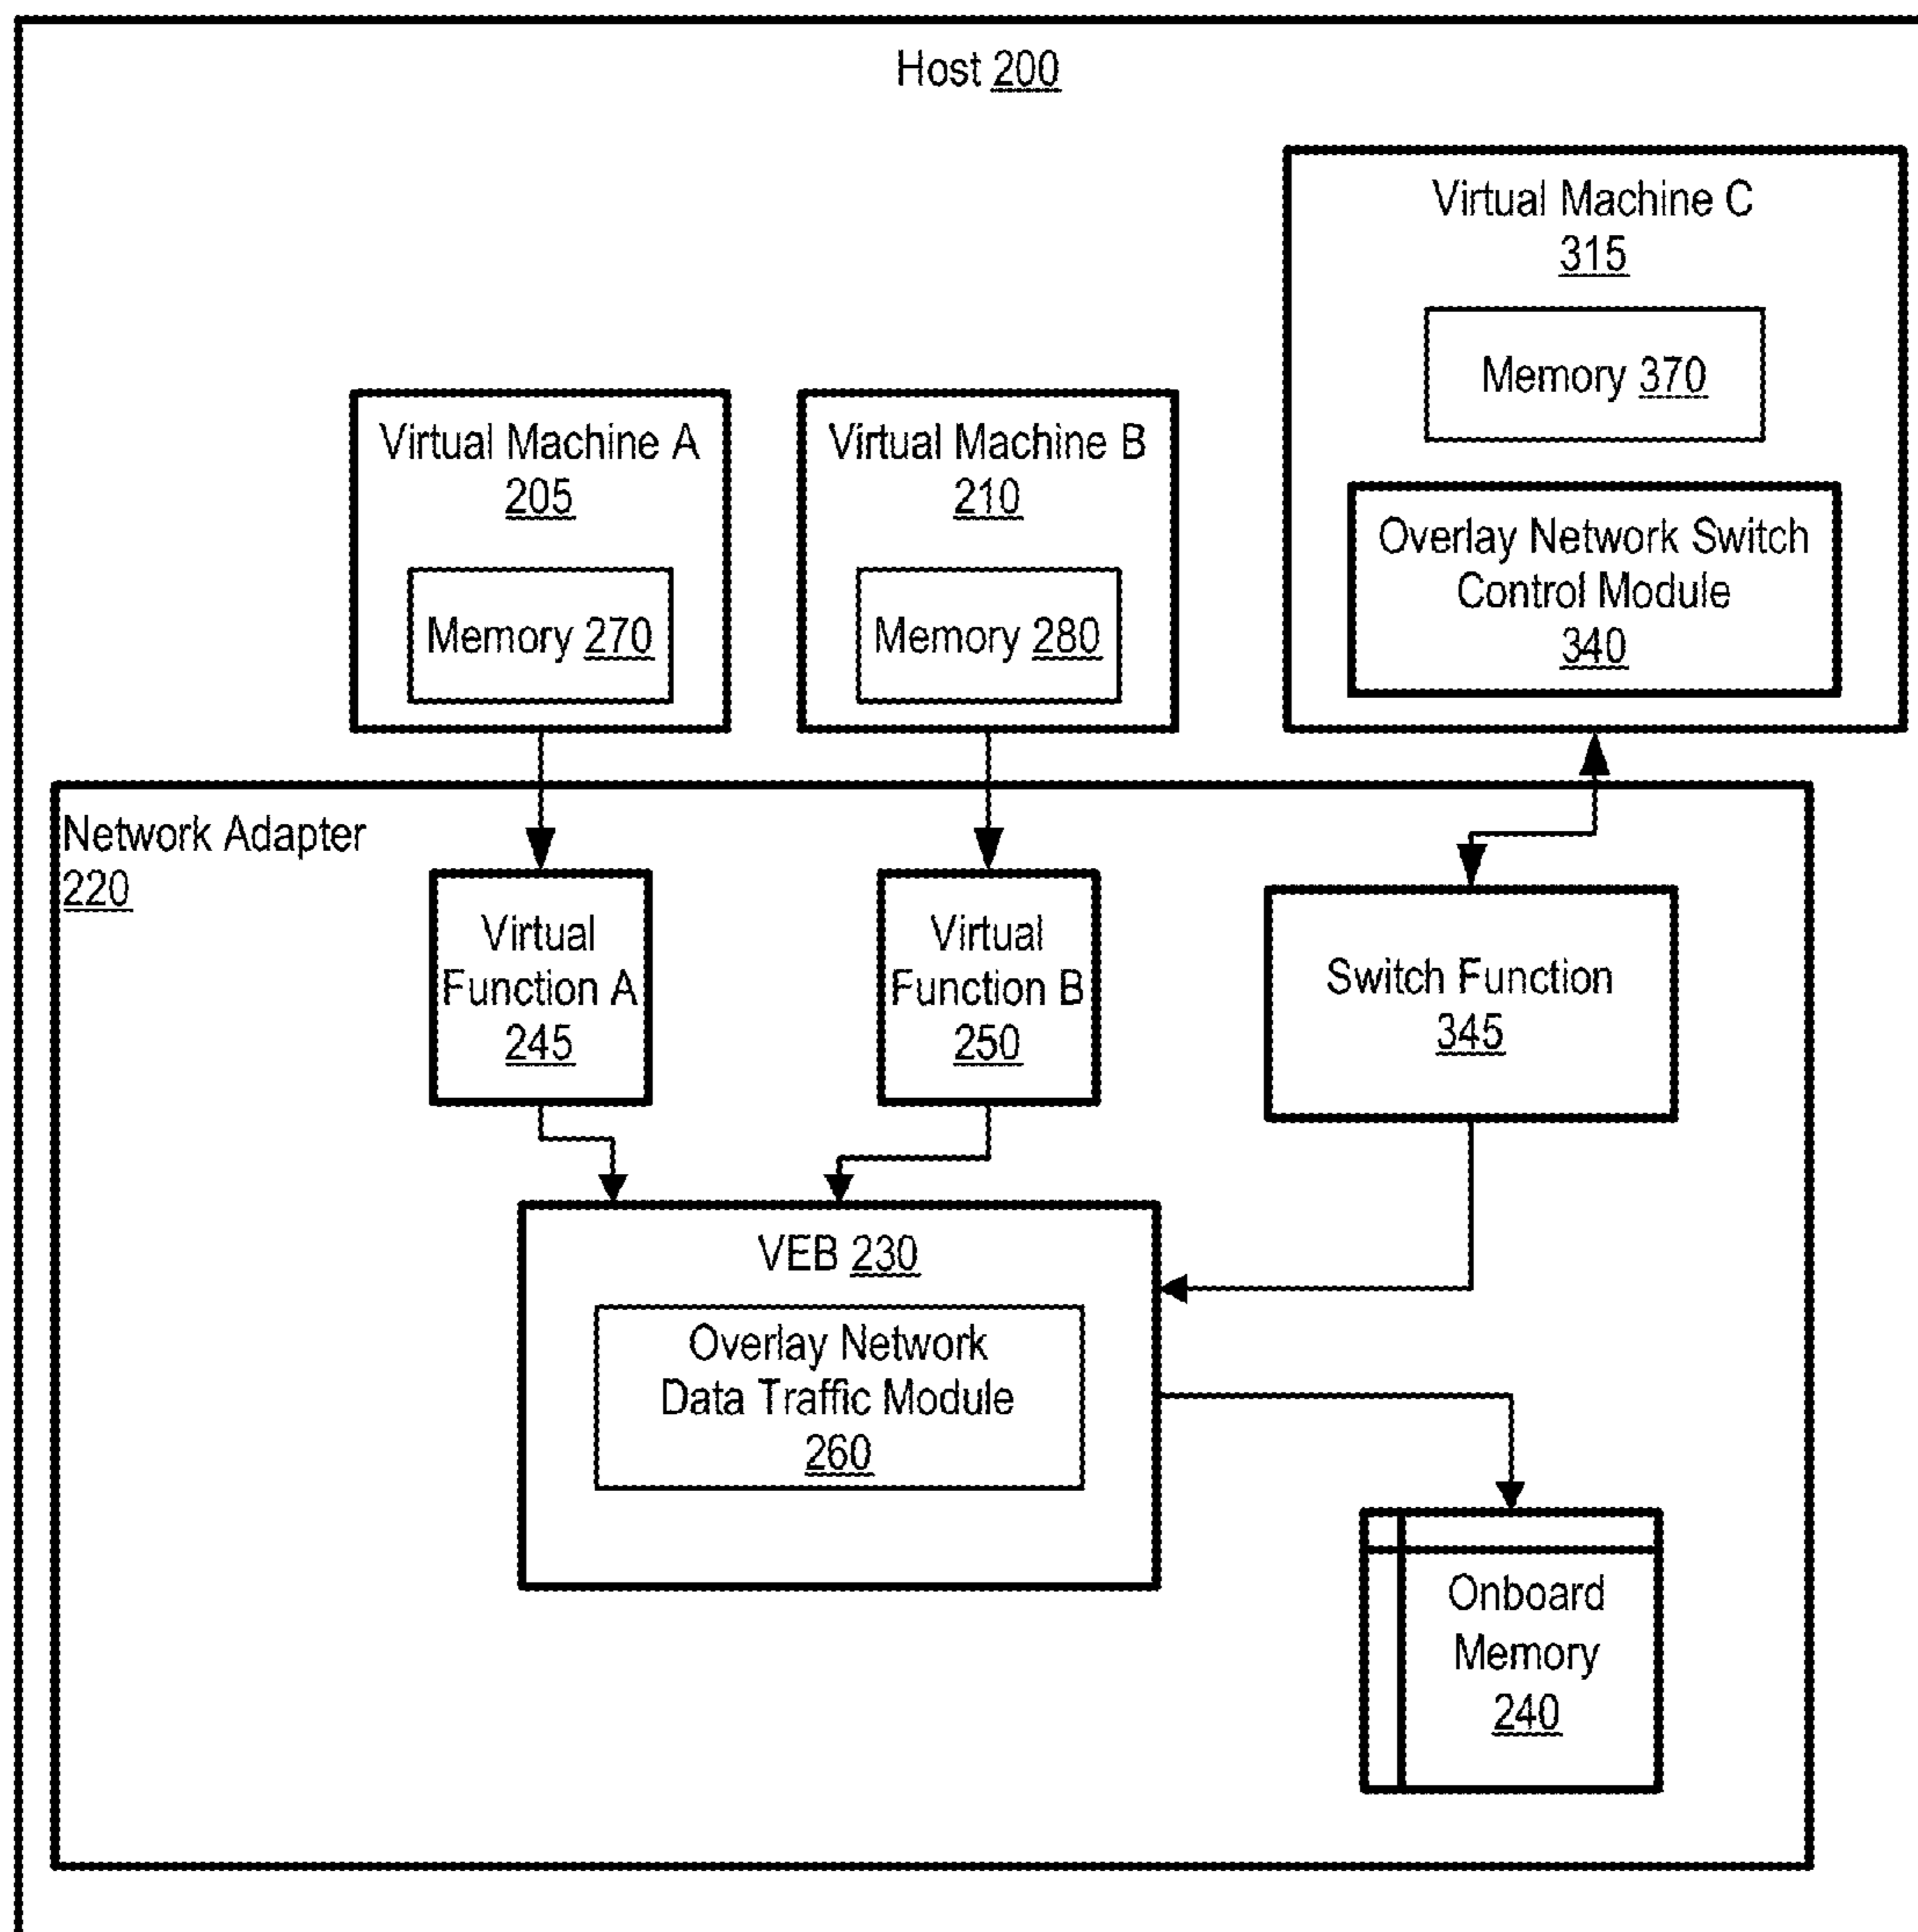 Host 200
Virtual Machine C
315
Memory 370
Overlay Network Switch
Control Module
340
Virtual Machine A
205
Memory 270
Virtual Machine B
210
Memory 280
Network Adapter
220
Virtual
Function A
245
Virtual
Function B
250
Switch Function
345
VEB 230
Overlay Network
Data Traffic Module
260
Onboard
Memory
240